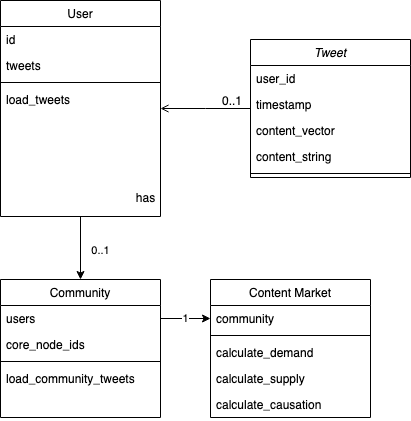 User
id
tweets
load_tweets
has
Tweet
user_id
timestamp
content_vector
content_string
0..1
0..1
Community
users
core_node_ids
load_community_tweets
1
Content Market
community
calculate_demand
calculate_supply
calculate_causation